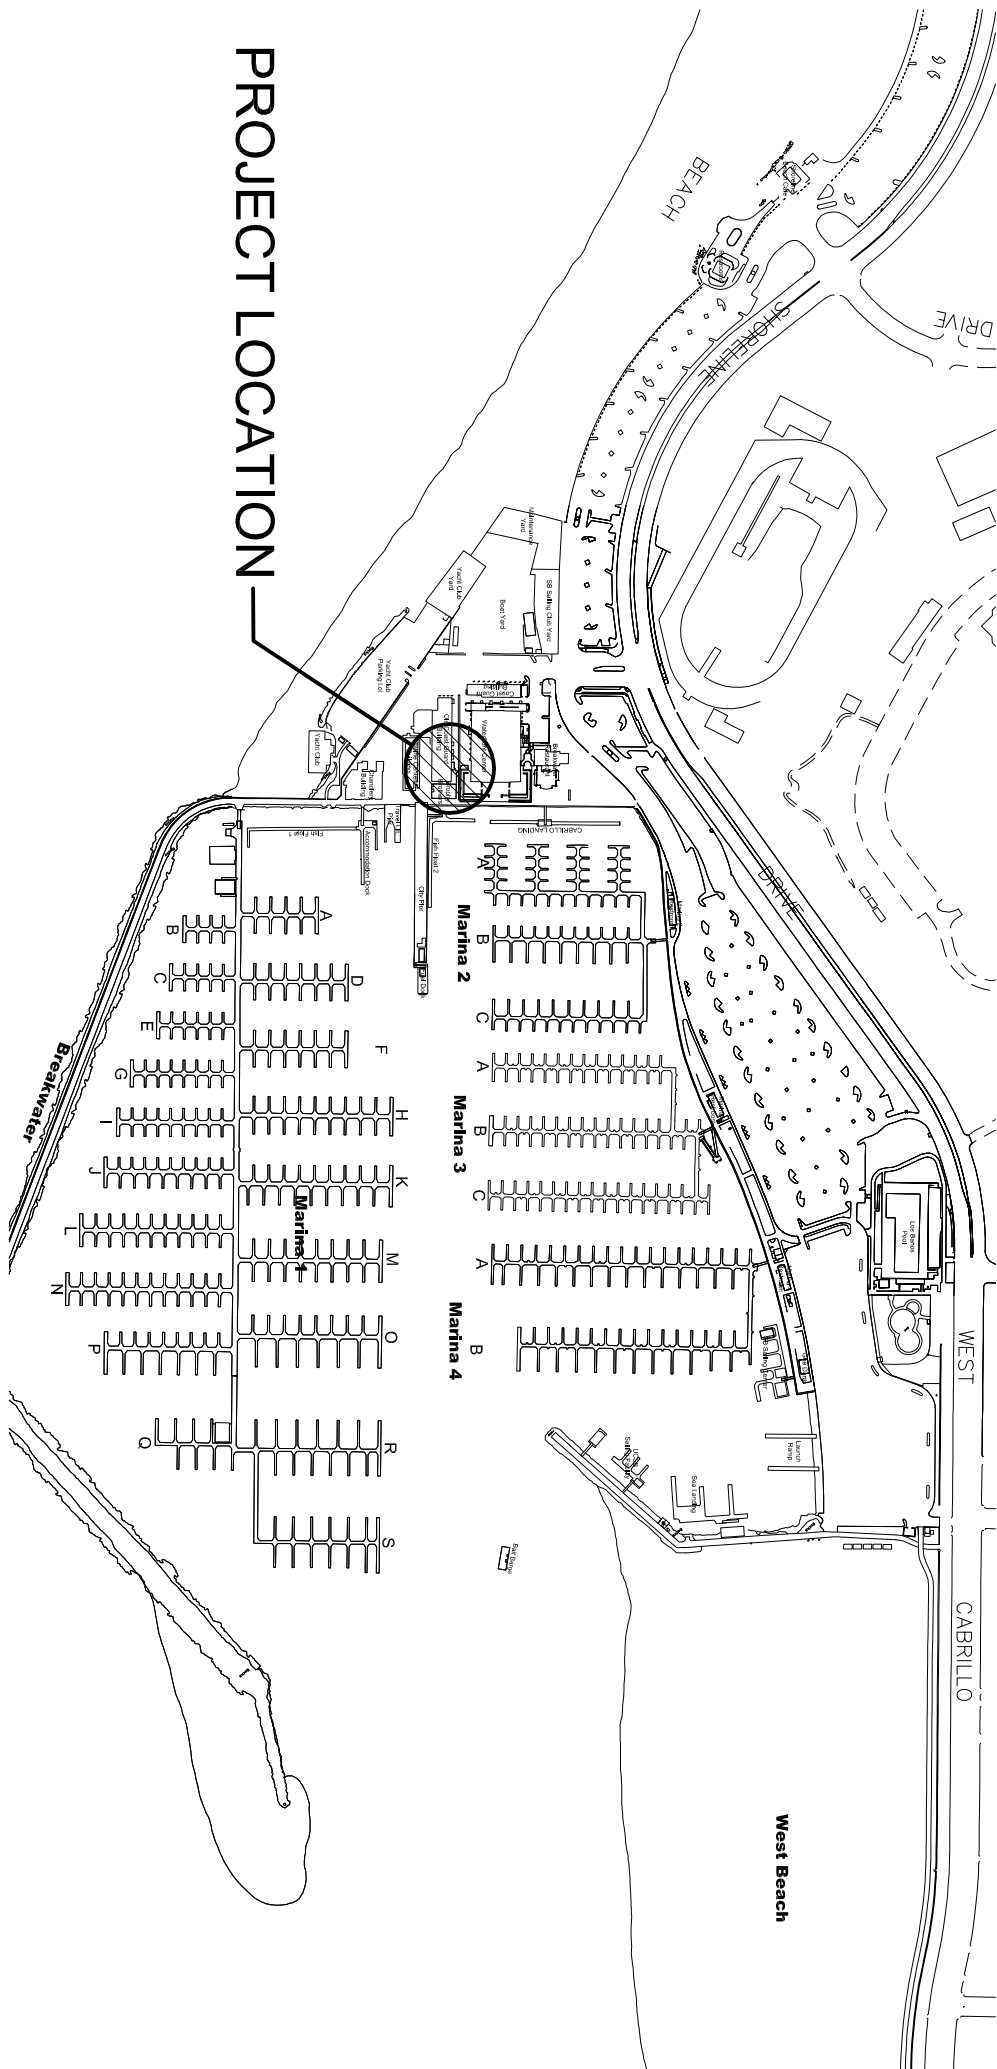 PROJECT LOCATION
BEACH
SHORELINE
DRIVE
DRIVE
WEST
CABRILLO
Maintenance
Yard
Yacht Club
Yard
Boat Yard
SB Sailing Club Yard
Yacht Club
Parking Lot
Yacht Club
Chandlery
Building
Coast Guard
Building
Fish Float 1
Accommodation Dock
Fish Float 2
City Pier
CABRILLO LANDING
Marina 2
A
B
C
Marina 3
A
B
C
Marina 4
A
B
Marina 1
A
B
C
D
E
F
G
H
I
J
K
L
M
N
O
P
Q
R
S
Breakwater
Los Banos
Pool
Launch
Ramp
Sea Landing
Bait Barge
West Beach